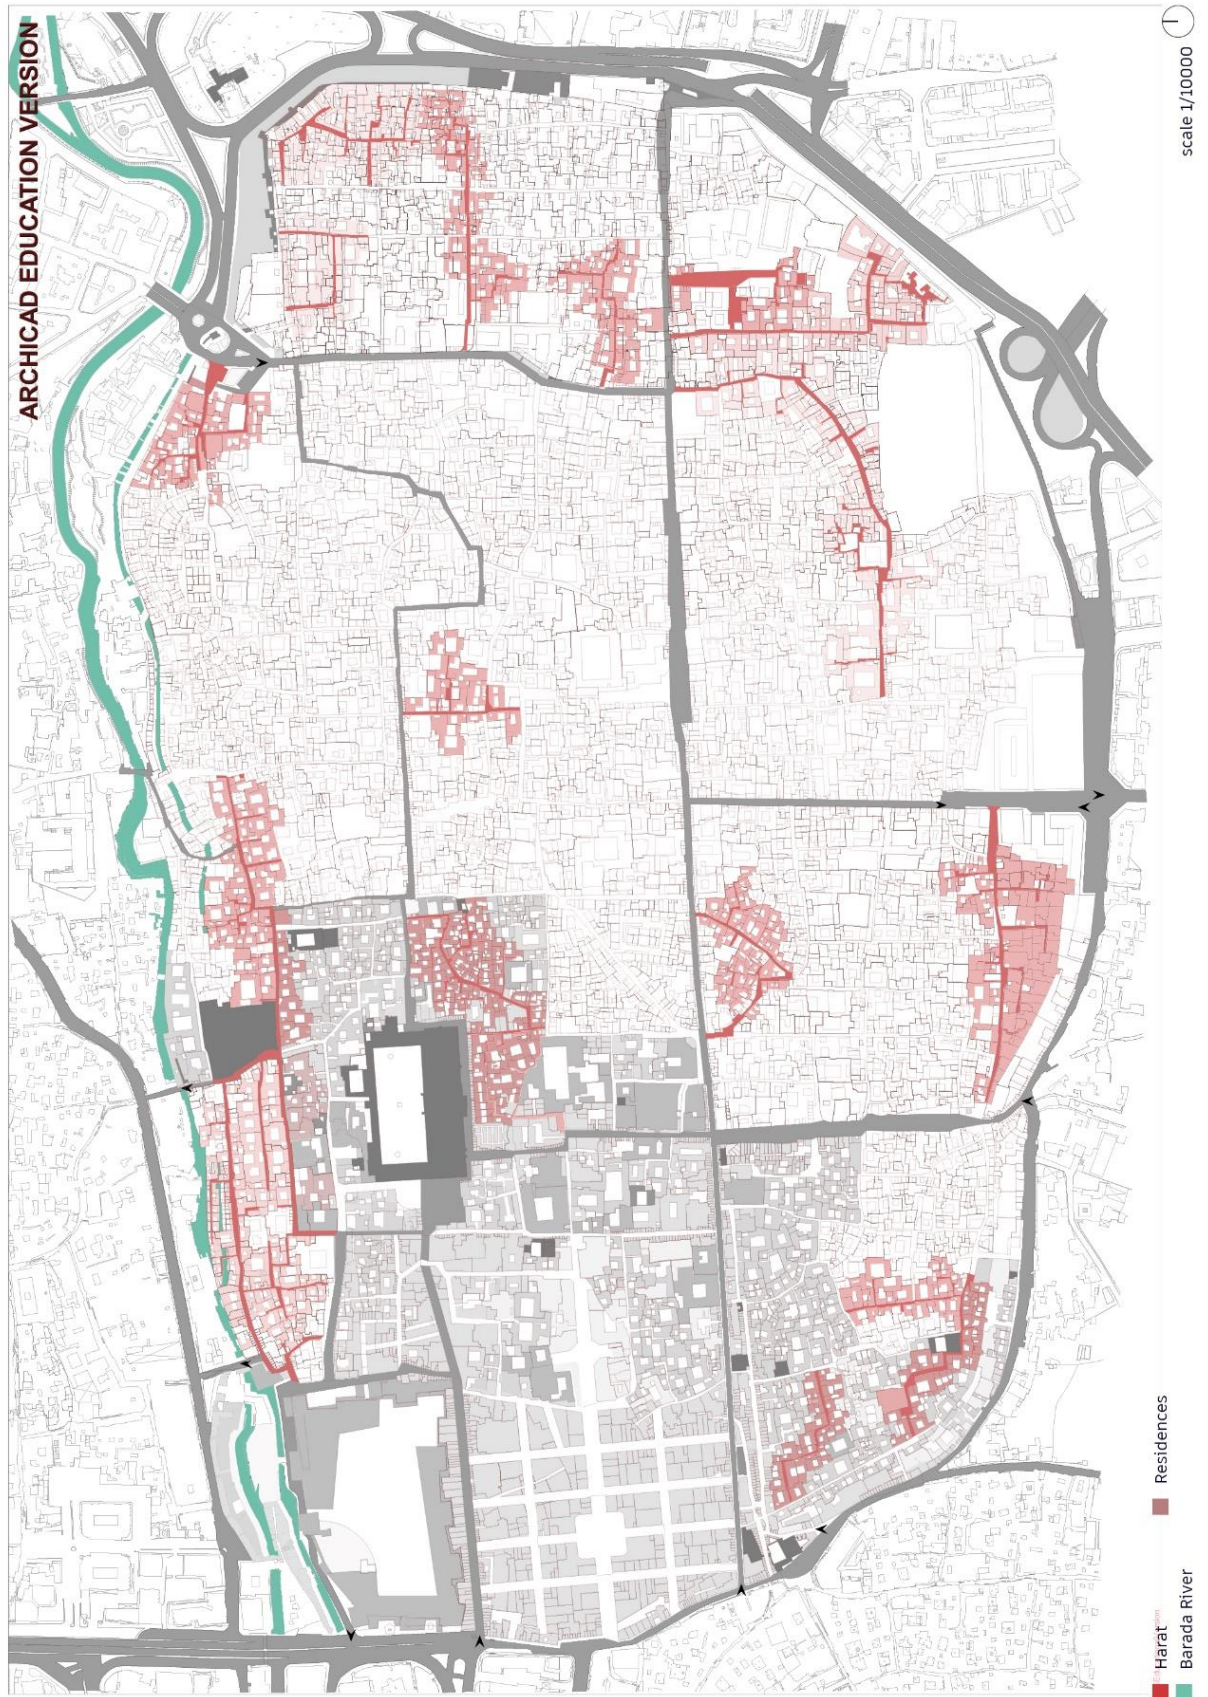 ARCHICAD EDUCATION VERSION
scale 1/10000
Harat
Residences
Barada River